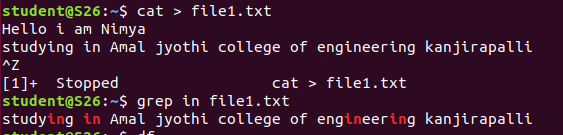 student@S26:~$ cat > file1.txt
Hello i am Nimya
studying in Amal jyothi college of engineering kanjirapalli
^Z
[1]+  Stopped                 cat > file1.txt
student@S26:~$ grep in file1.txt
studying in Amal jyothi college of engineering kanjirapalli
student@S26:~$ df